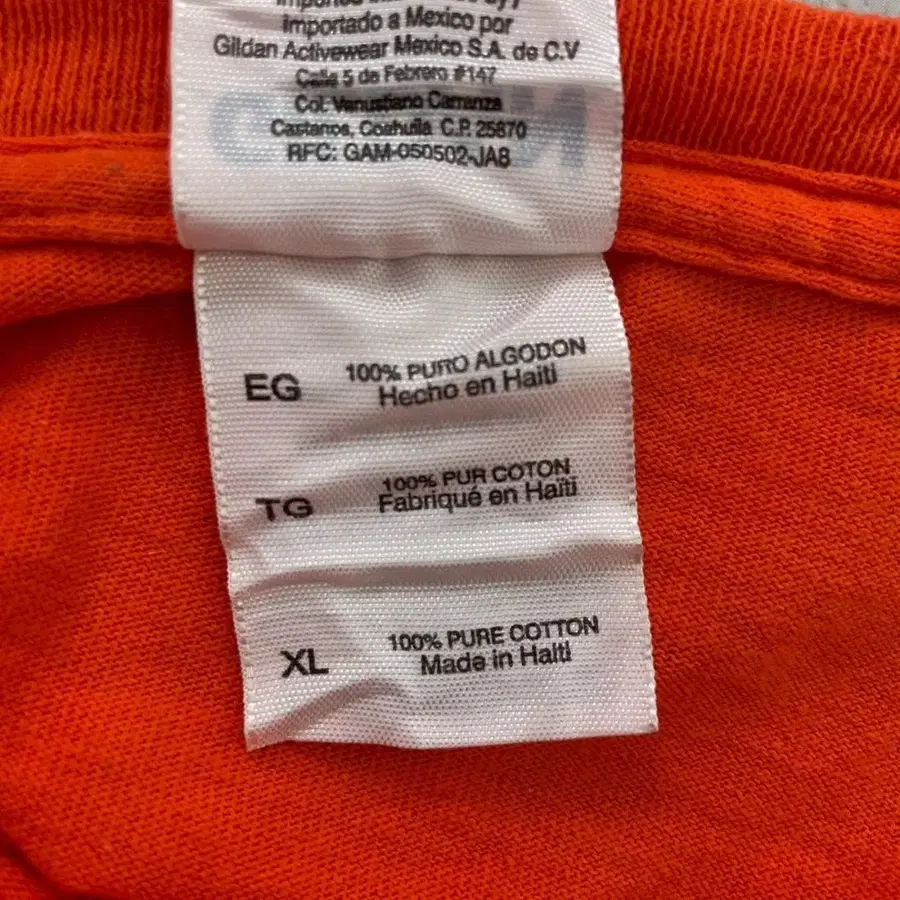 importado a Mexico por
Gildan Activewear Mexico S.A. de C.V
Calle 5 de Febrero #147
Col. Venustiano Carranza
Castanos, Coahuila C.P. 25870
RFC: GAM-050502-JA8
EG 100% PURO ALGODON
Hecho en Haiti
TG 100% PUR COTON
Fabriqué en Haïti
XL 100% PURE COTTON
Made in Haiti